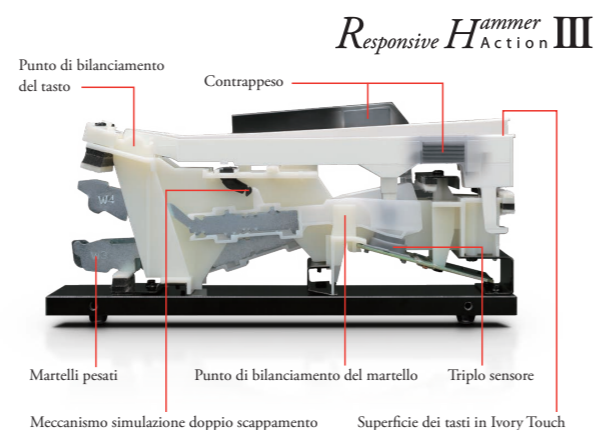 Responsive Hammer Action III
Punto di bilanciamento
del tasto
Contrappeso
W4
Martelli pesati
Punto di bilanciamento del martello
Triplo sensore
Meccanismo simulazione doppio scappamento
Superficie dei tasti in Ivory Touch